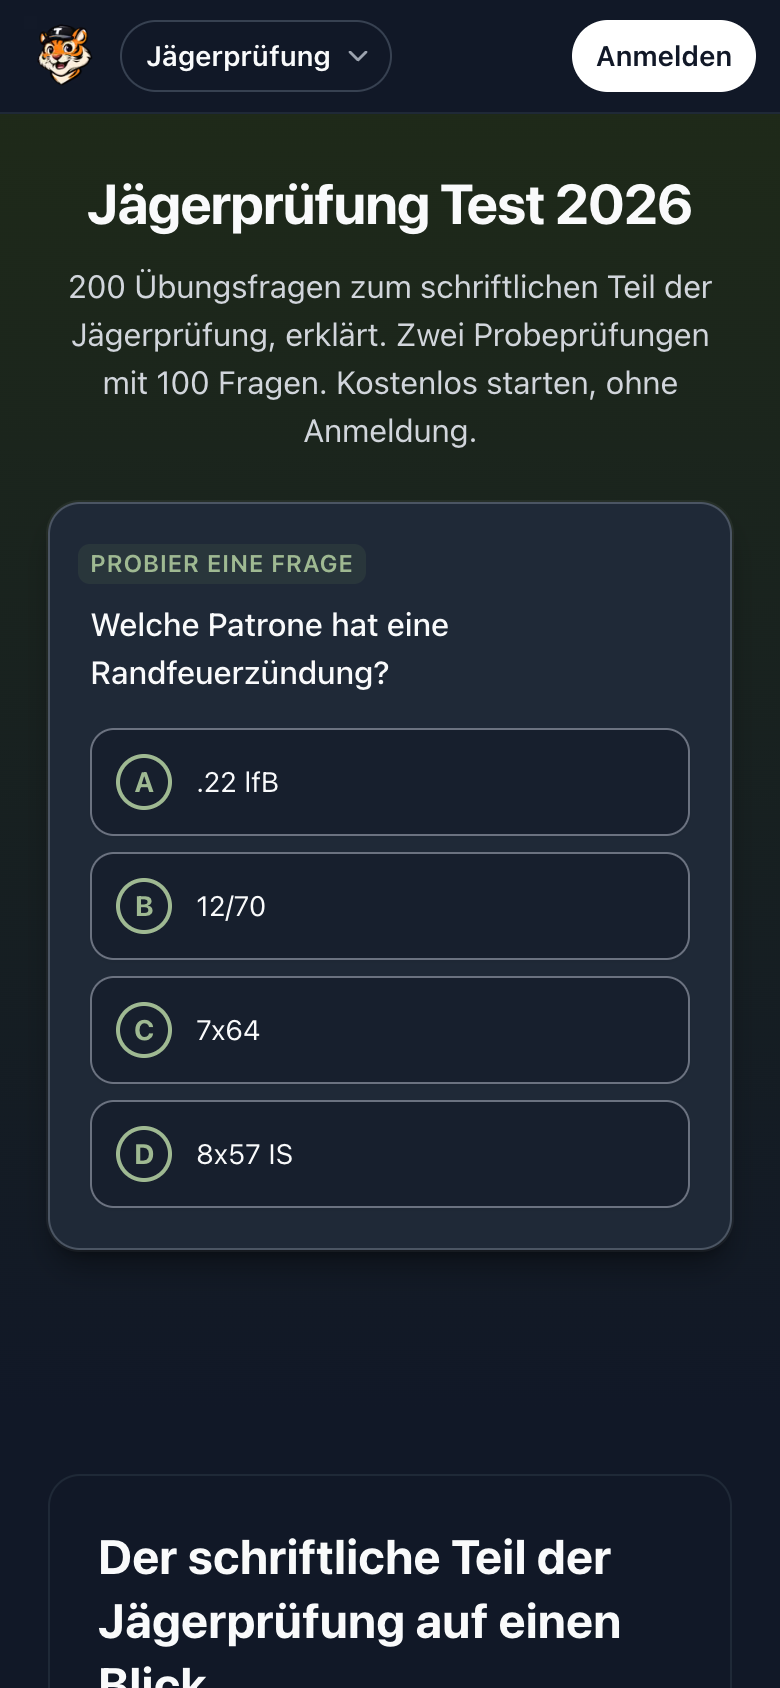 Jägerprüfung
Anmelden
Jägerprüfung Test 2026
200 Übungsfragen zum schriftlichen Teil der
Jägerprüfung, erklärt. Zwei Probeprüfungen
mit 100 Fragen. Kostenlos starten, ohne
Anmeldung.
PROBIER EINE FRAGE
Welche Patrone hat eine
Randfeuerzündung?
A .22 lfB
B 12/70
C 7x64
D 8x57 IS
Der schriftliche Teil der
Jägerprüfung auf einen
Blick